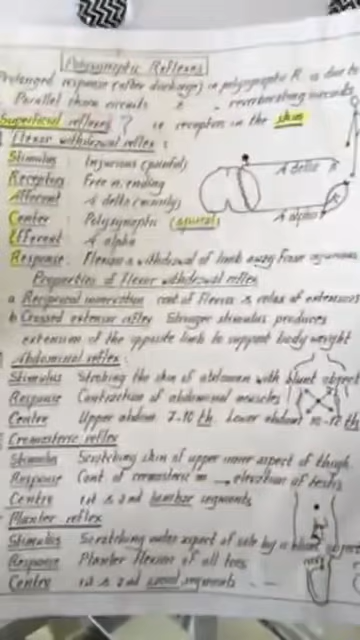 Polysynaptic Reflexes
Prolonged response (after discharge) in polysynaptic R. is due to
Parallel chain circuits & reverberating circuits
Superficial reflexes ? ie receptors in the skin
Flexor withdrawal reflex :
Stimulus : Injurious (painful)
A delta
Receptors Free n. ending
Afferent A delta (mainly)
Center : Polysynaptic (spinal)
A alpha
Efferent A alpha
Response : Flexion & withdrawal of limb away from injurious
Properties of flexor withdrawal reflex
a Reciprocal innervation cont of flexors & relax of extensors
b Crossed extensor reflex Stronger stimulus produces
extension of the opposite limb to support body weight
Abdominal reflex :
Stimulus Stroking the skin of abdomen with blunt object
Response Contraction of abdominal muscles
Centre Upper abdom 7-10 th. Lower abdom 10-12 th
Cremasteric reflex
Stimulus Scratching skin of upper inner aspect of thigh
Response Cont of cremasteric m → elevation of testis
Centre 1st & 2nd lumbar segments
Planter reflex
Stimulus Scratching outer aspect of sole by a blunt object
Response Planter flexion of all toes
Centre 1st & 2nd sacral segments